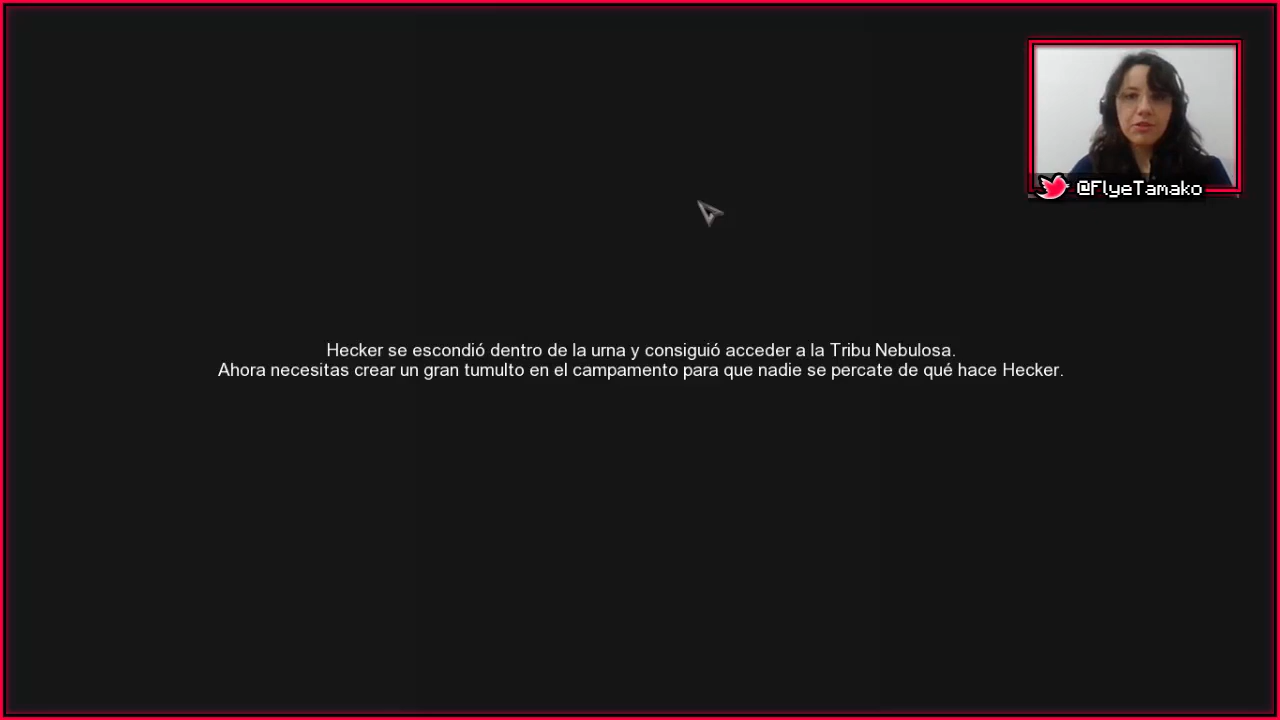 @FlyeTamako
Hecker se escondió dentro de la urna y consiguió acceder a la Tribu Nebulosa.
Ahora necesitas crear un gran tumulto en el campamento para que nadie se percate de qué hace Hecker.